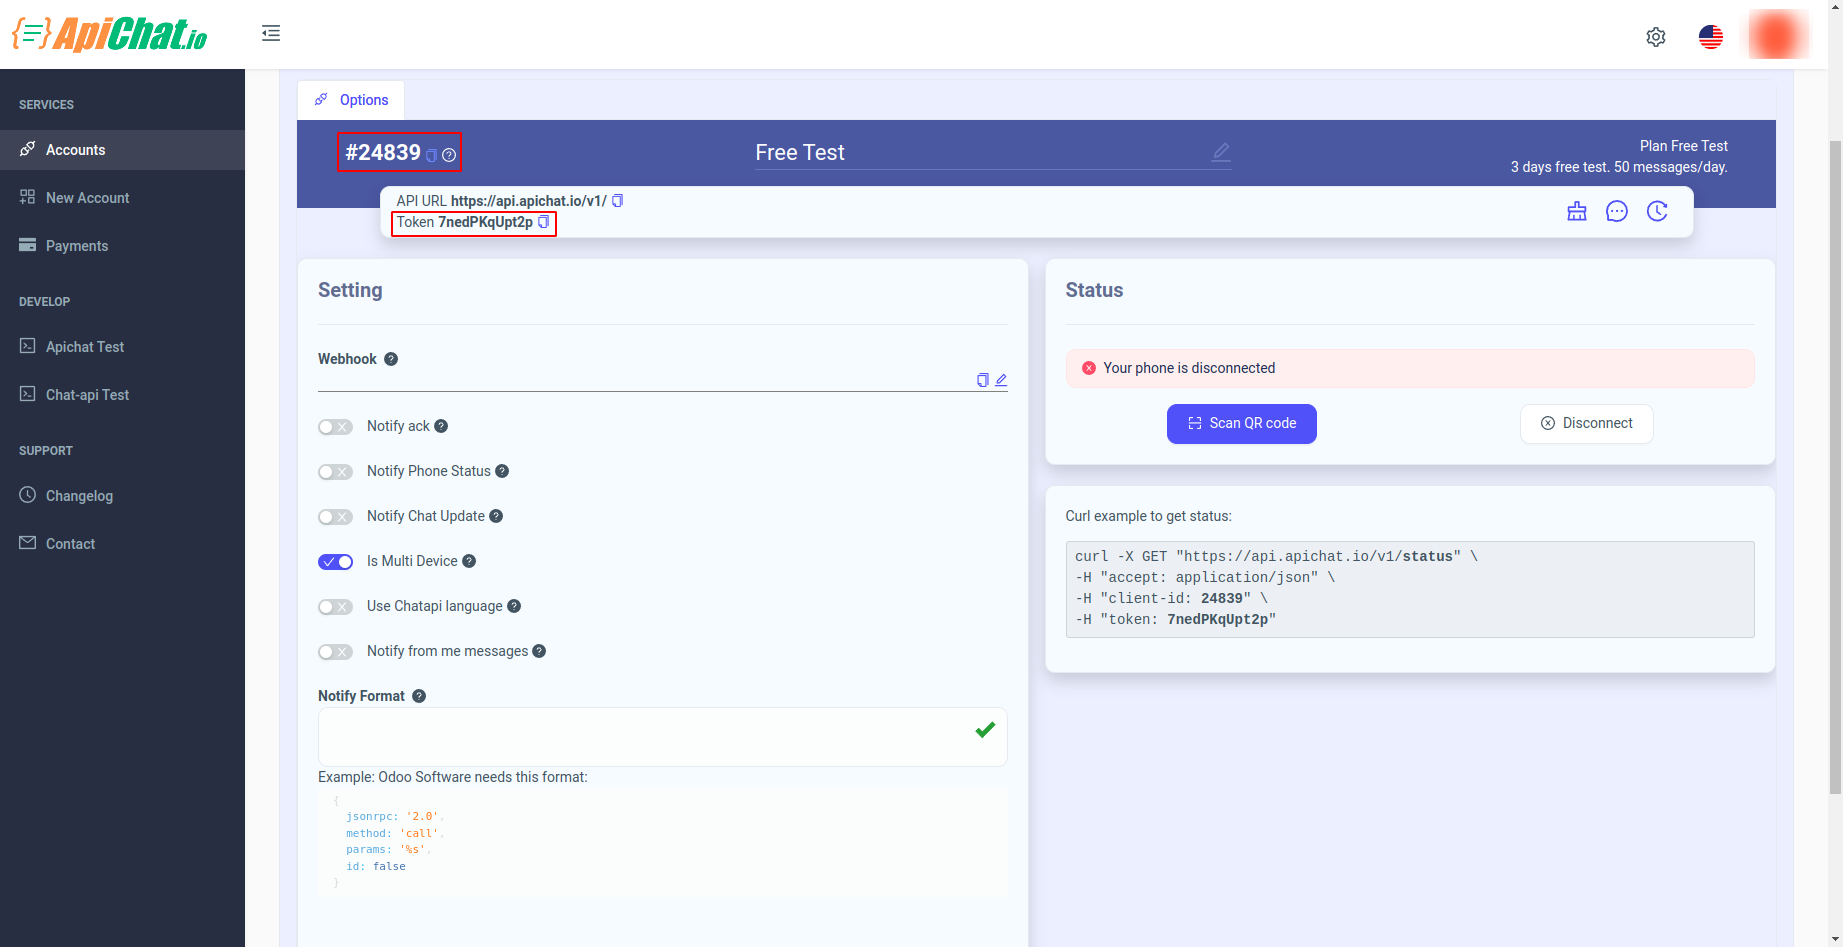 {≡} ApiChat.io
SERVICES
Accounts
New Account
Payments
DEVELOP
Apichat Test
Chat-api Test
SUPPORT
Changelog
Contact
Options
#24839
Free Test
Plan Free Test
3 days free test. 50 messages/day.
API URL https://api.apichat.io/v1/
Token 7nedPKqUpt2p
Setting
Webhook
Notify ack
Notify Phone Status
Notify Chat Update
Is Multi Device
Use Chatapi language
Notify from me messages
Notify Format
Example: Odoo Software needs this format:
{
jsonrpc: '2.0',
method: 'call',
params: '%s',
id: false
}
Status
Your phone is disconnected
Scan QR code
Disconnect
Curl example to get status:
curl -X GET "https://api.apichat.io/v1/status" \
-H "accept: application/json" \
-H "client-id: 24839" \
-H "token: 7nedPKqUpt2p"